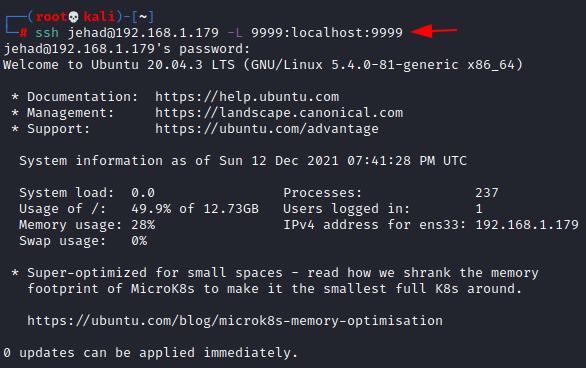 (root💀kali)-[~]
# ssh jehad@192.168.1.179 -L 9999:localhost:9999
jehad@192.168.1.179's password:
Welcome to Ubuntu 20.04.3 LTS (GNU/Linux 5.4.0-81-generic x86_64)
* Documentation:  https://help.ubuntu.com
* Management:     https://landscape.canonical.com
* Support:        https://ubuntu.com/advantage
System information as of Sun 12 Dec 2021 07:41:28 PM UTC
System load:  0.0                Processes:               237
Usage of /:   49.9% of 12.73GB   Users logged in:         1
Memory usage: 28%                IPv4 address for ens33: 192.168.1.179
Swap usage:   0%
* Super-optimized for small spaces - read how we shrank the memory
footprint of MicroK8s to make it the smallest full K8s around.
https://ubuntu.com/blog/microk8s-memory-optimisation
0 updates can be applied immediately.